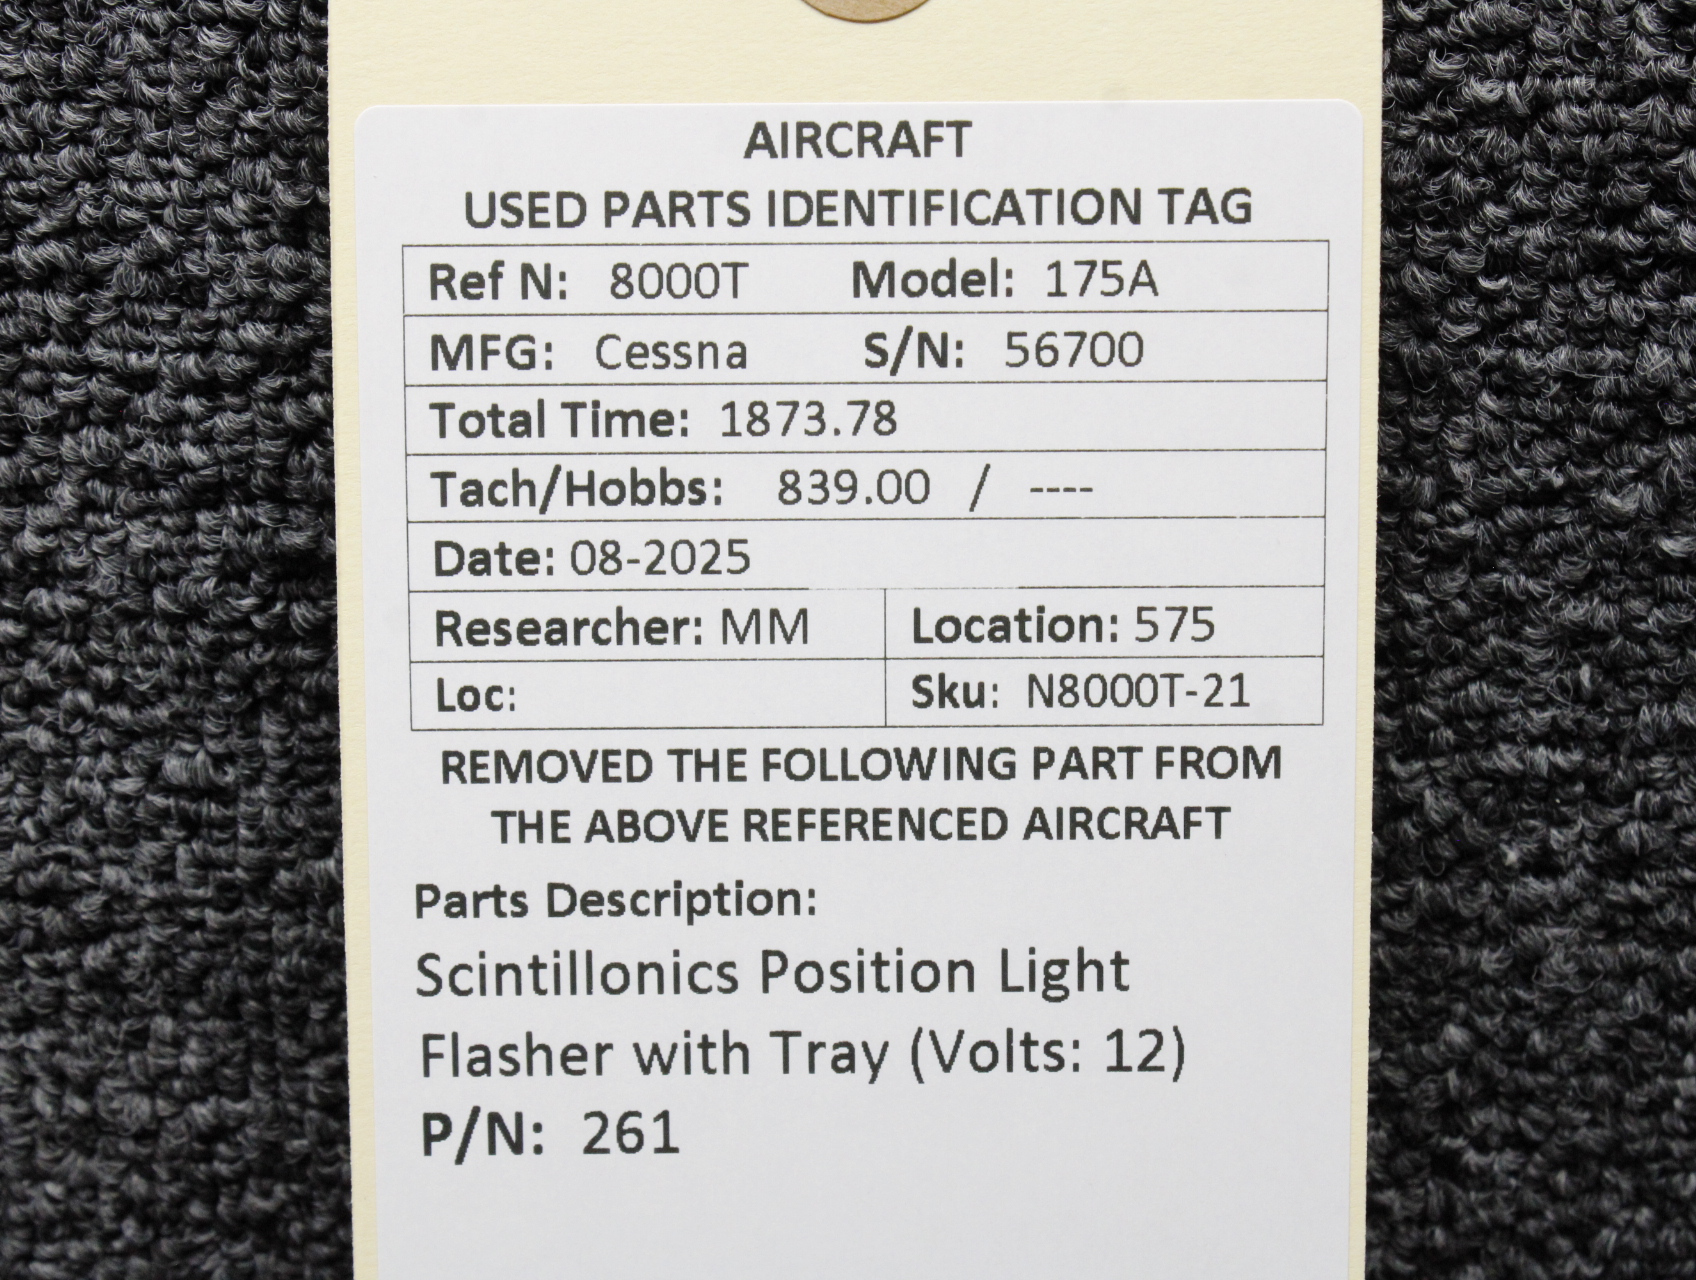 AIRCRAFT
USED PARTS IDENTIFICATION TAG
Ref N: 8000T Model: 175A
MFG: Cessna S/N: 56700
Total Time: 1873.78
Tach/Hobbs: 839.00 / ----
Date: 08-2025
Researcher: MM Location: 575
Loc: Sku: N8000T-21
REMOVED THE FOLLOWING PART FROM
THE ABOVE REFERENCED AIRCRAFT
Parts Description:
Scintillonics Position Light
Flasher with Tray (Volts: 12)
P/N: 261